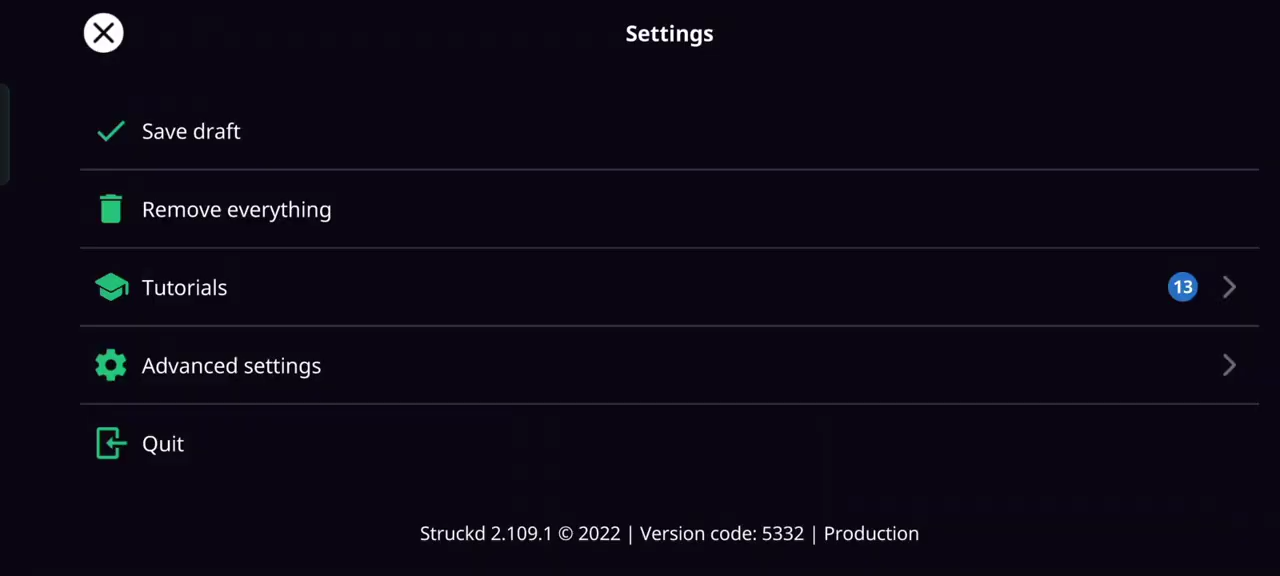 Settings
Save draft
Remove everything
Tutorials
13
Advanced settings
Quit
Struckd 2.109.1 © 2022 | Version code: 5332 | Production